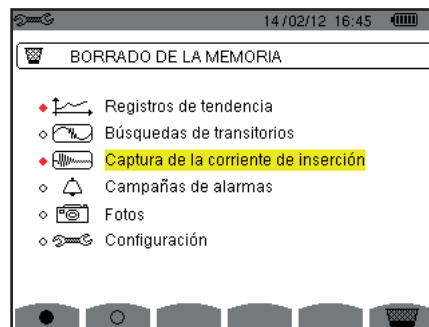 14/02/12 16:45
BORRADO DE LA MEMORIA
Registros de tendencia
Búsquedas de transitorios
Captura de la corriente de inserción
Campañas de alarmas
Fotos
Configuración